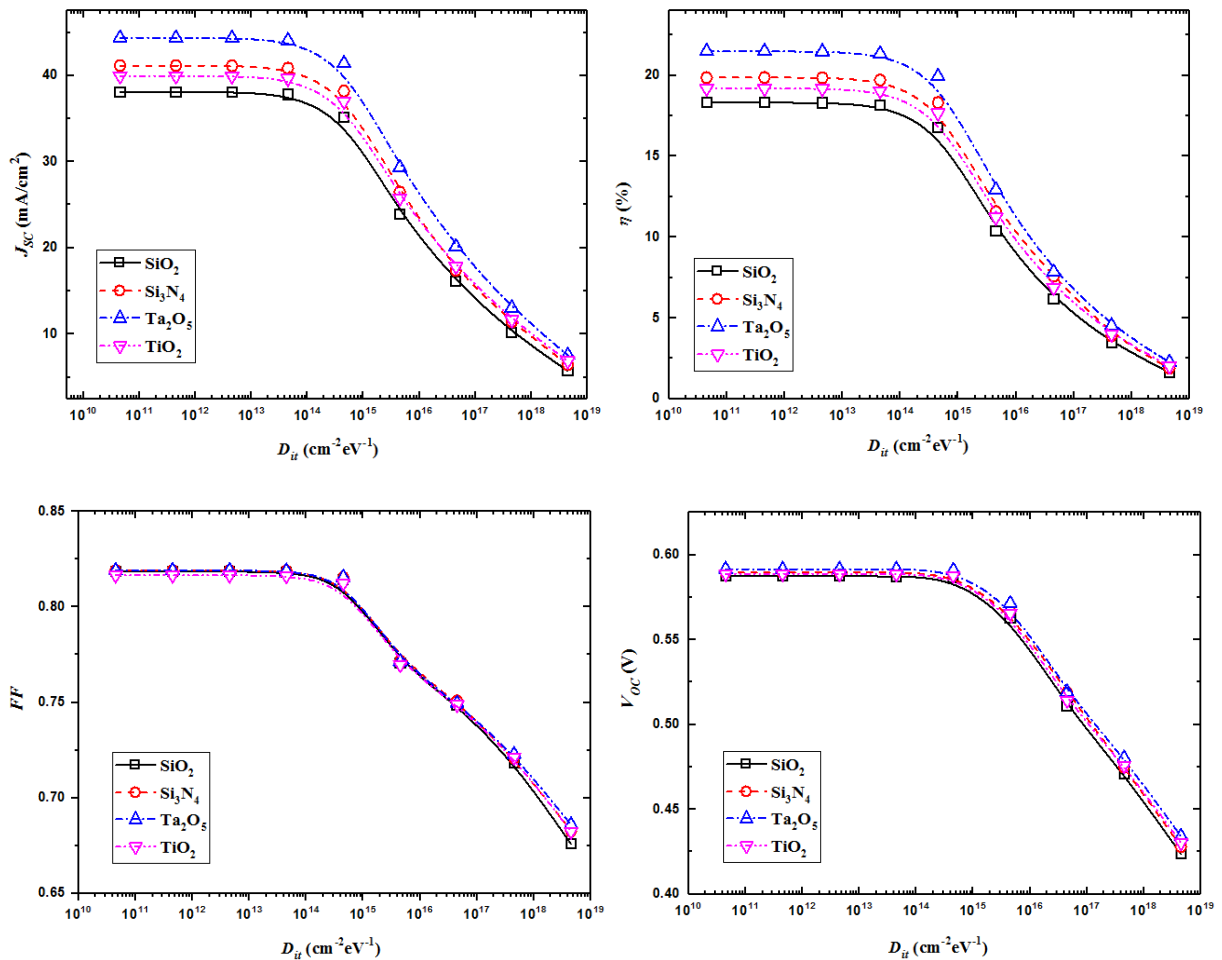 40
30
20
10
J_SC (mA/cm²)
SiO₂
Si₃N₄
Ta₂O₅
TiO₂
10¹⁰ 10¹¹ 10¹² 10¹³ 10¹⁴ 10¹⁵ 10¹⁶ 10¹⁷ 10¹⁸ 10¹⁹
D_it (cm⁻²eV⁻¹)
20
15
10
5
0
η (%)
SiO₂
Si₃N₄
Ta₂O₅
TiO₂
10¹⁰ 10¹¹ 10¹² 10¹³ 10¹⁴ 10¹⁵ 10¹⁶ 10¹⁷ 10¹⁸ 10¹⁹
D_it (cm⁻²eV⁻¹)
0.85
0.80
0.75
0.70
0.65
FF
SiO₂
Si₃N₄
Ta₂O₅
TiO₂
10¹⁰ 10¹¹ 10¹² 10¹³ 10¹⁴ 10¹⁵ 10¹⁶ 10¹⁷ 10¹⁸ 10¹⁹
D_it (cm⁻²eV⁻¹)
0.60
0.55
0.50
0.45
0.40
V_OC (V)
SiO₂
Si₃N₄
Ta₂O₅
TiO₂
10¹⁰ 10¹¹ 10¹² 10¹³ 10¹⁴ 10¹⁵ 10¹⁶ 10¹⁷ 10¹⁸ 10¹⁹
D_it (cm⁻²eV⁻¹)